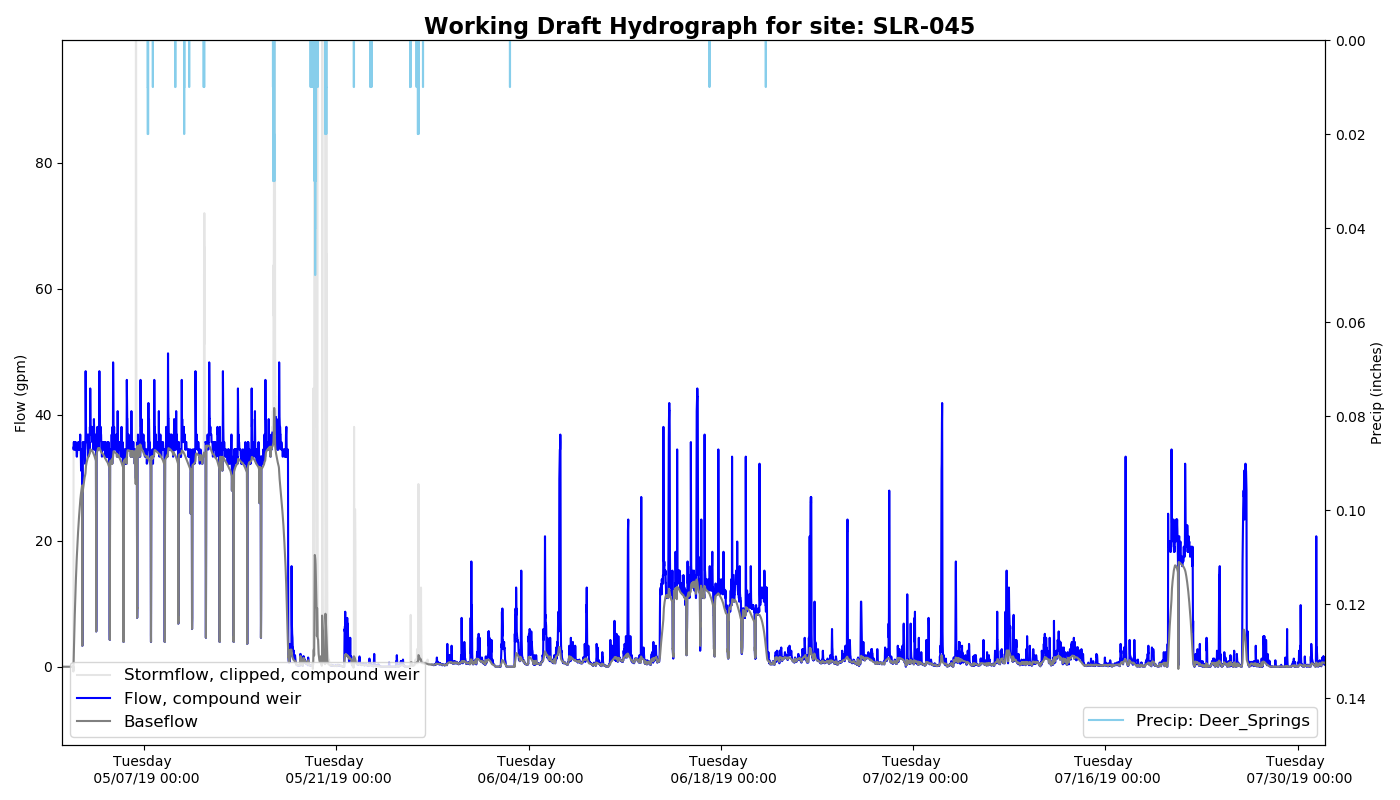 Working Draft Hydrograph for site: SLR-045
0.00
0.02
0.04
0.06
0.08
0.10
0.12
0.14
Precip (inches)
80
60
40
20
0
Flow (gpm)
Stormflow, clipped, compound weir
Flow, compound weir
Baseflow
Precip: Deer_Springs
Tuesday
05/07/19 00:00
Tuesday
05/21/19 00:00
Tuesday
06/04/19 00:00
Tuesday
06/18/19 00:00
Tuesday
07/02/19 00:00
Tuesday
07/16/19 00:00
Tuesday
07/30/19 00:00